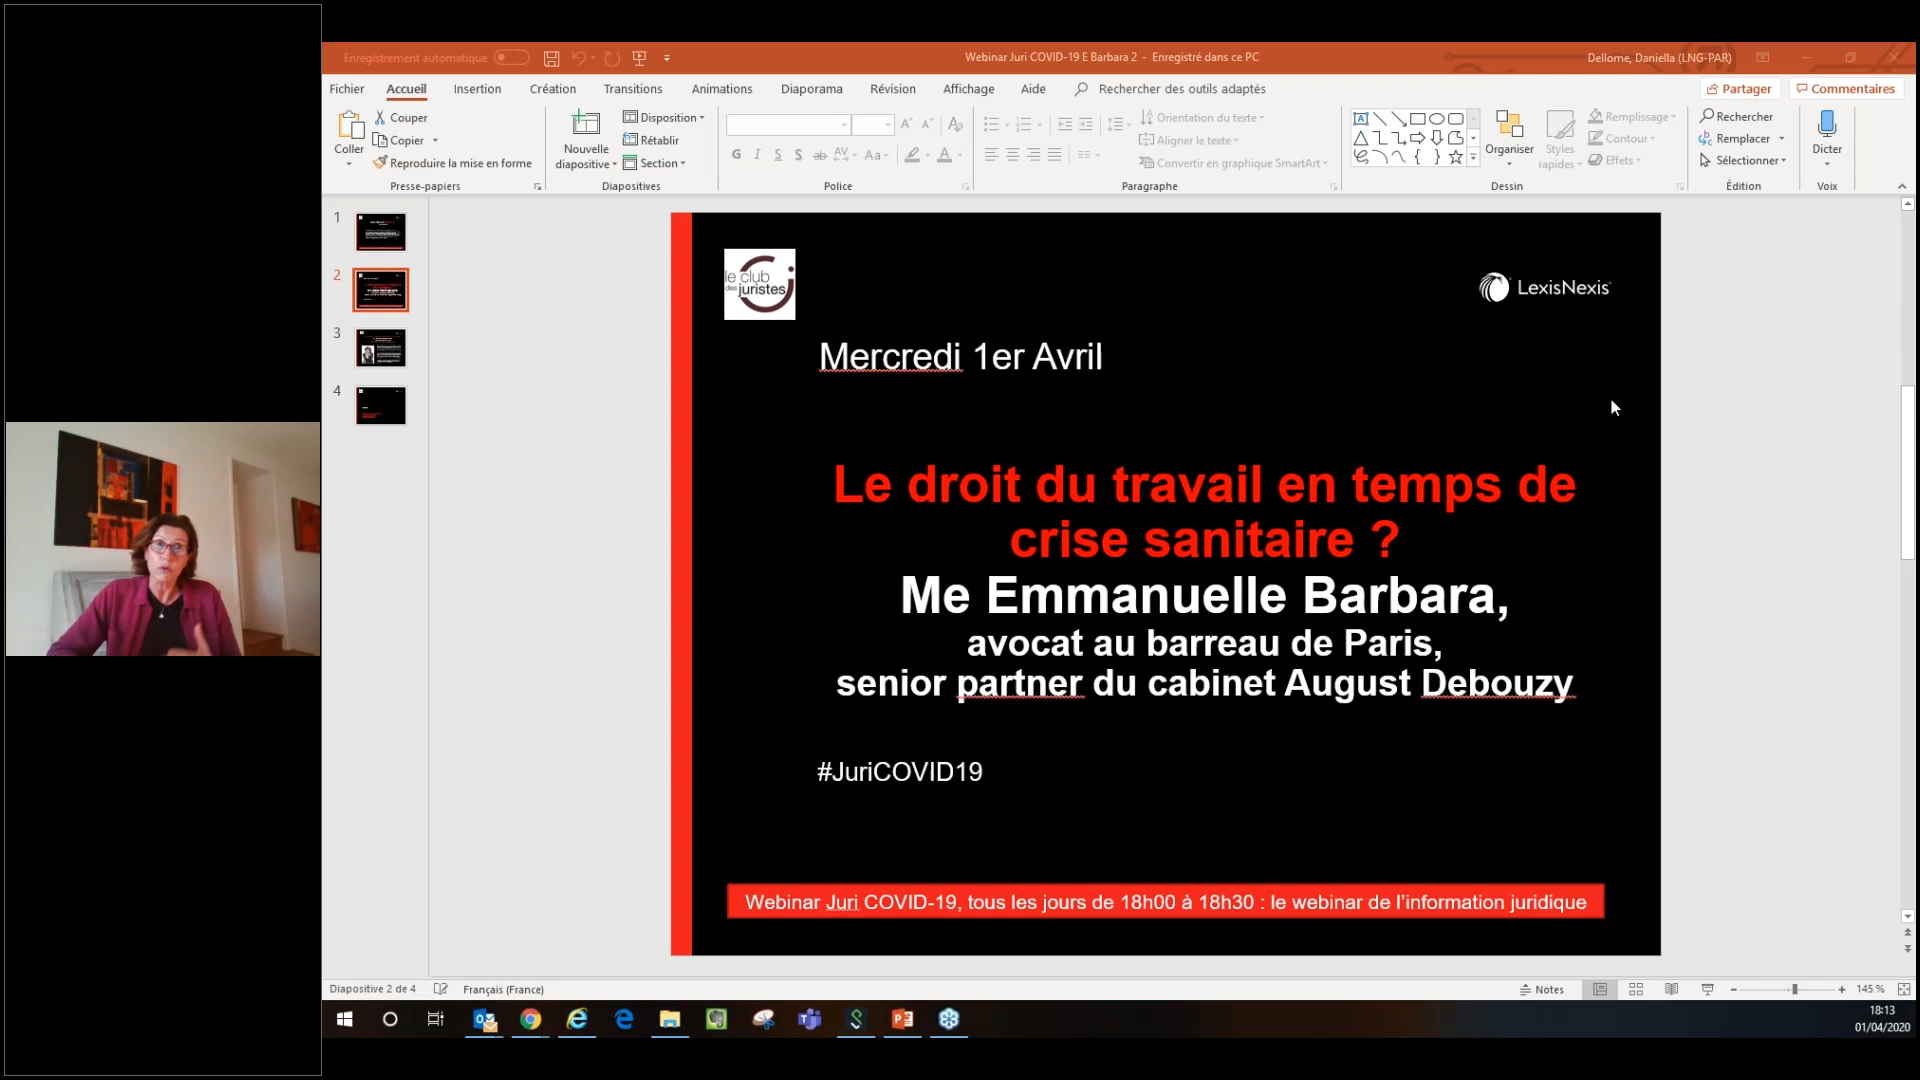 Enregistrement automatique
Webinar Juri COVID-19 E Barbara 2 - Enregistré dans ce PC
Dellome, Daniella (LNG-PAR)
Fichier
Accueil
Insertion
Création
Transitions
Animations
Diaporama
Révision
Affichage
Aide
Rechercher des outils adaptés
Partager
Commentaires
Coller
Couper
Copier
Reproduire la mise en forme
Presse-papiers
Nouvelle
diapositive
Disposition
Rétablir
Section
Diapositives
G I S S ab AV Aa A
Police
Orientation du texte
Aligner le texte
Convertir en graphique SmartArt
Paragraphe
Organiser
Styles
rapides
Remplissage
Contour
Effets
Dessin
Rechercher
Remplacer
Sélectionner
Édition
Dicter
Voix
1
2
3
4
le club
des juristes
LexisNexis
Mercredi 1er Avril
Le droit du travail en temps de
crise sanitaire ?
Me Emmanuelle Barbara,
avocat au barreau de Paris,
senior partner du cabinet August Debouzy
#JuriCOVID19
Webinar Juri COVID-19, tous les jours de 18h00 à 18h30 : le webinar de l'information juridique
Diapositive 2 de 4
Français (France)
Notes
145 %
18:13
01/04/2020